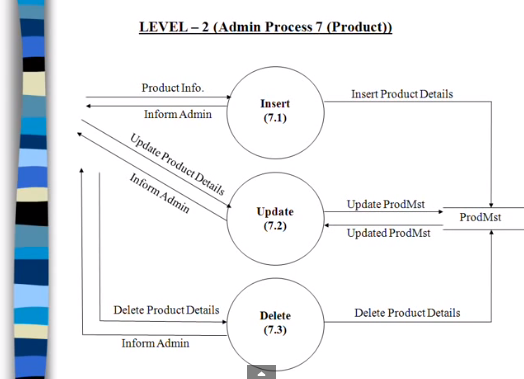 LEVEL – 2 (Admin Process 7 (Product))
Product Info.
Inform Admin
Insert
(7.1)
Insert Product Details
Update Product Details
Inform Admin
Update
(7.2)
Update ProdMst
Updated ProdMst
ProdMst
Delete Product Details
Inform Admin
Delete
(7.3)
Delete Product Details